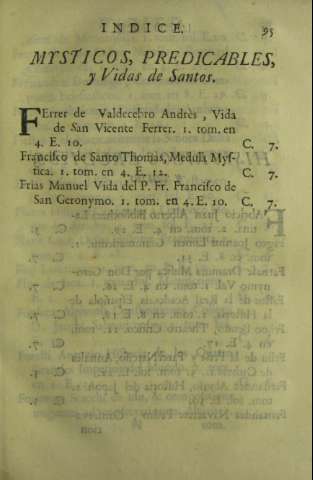 INDICE. 95
MYSTICOS, PREDICABLES,
y Vidas de Santos.
FErrer de Valdecebro Andrès, Vida
de San Vicente Ferrer. 1. tom. en
4. E. 10. C. 7.
Francisco de Santo Thomas, Medula Mys-
tica. 1. tom. en 4. E. 12. C. 7.
Frias Manuel Vida del P. Fr. Francisco de
San Geronymo. 1. tom. en 4. E. 10. C. 7.